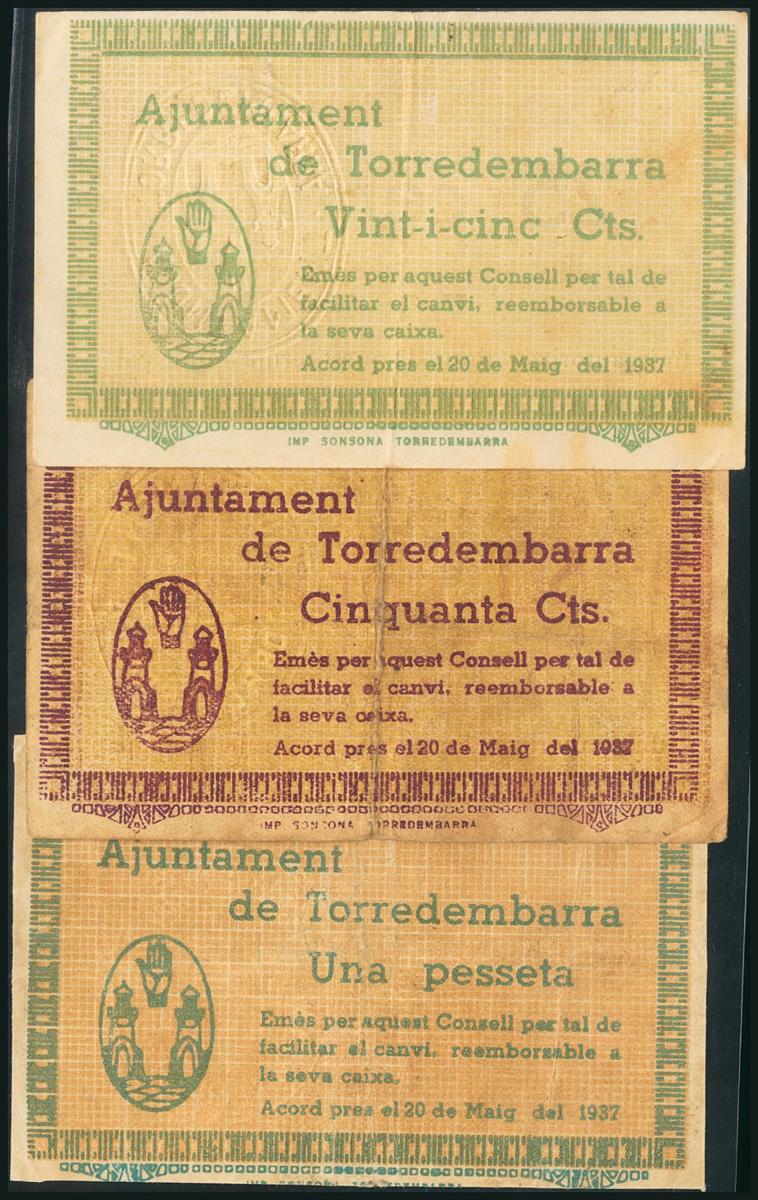 Ajuntament
de Torredembarra
Vint-i-cinc Cts.
Emès per aquest Consell per tal de
facilitar el canvi, reemborsable a
la seva caixa.
Acord pres el 20 de Maig del 1937
IMP SONSONA TORREDEMBARRA
Ajuntament
de Torredembarra
Cinquanta Cts.
Emès per aquest Consell per tal de
facilitar el canvi, reemborsable a
la seva caixa.
Acord pres el 20 de Maig del 1937
IMP SONSONA TORREDEMBARRA
Ajuntament
de Torredembarra
Una pesseta
Emès per aquest Consell per tal de
facilitar el canvi, reemborsable a
la seva caixa.
Acord pres el 20 de Maig del 1937
IMP SONSONA TORREDEMBARRA